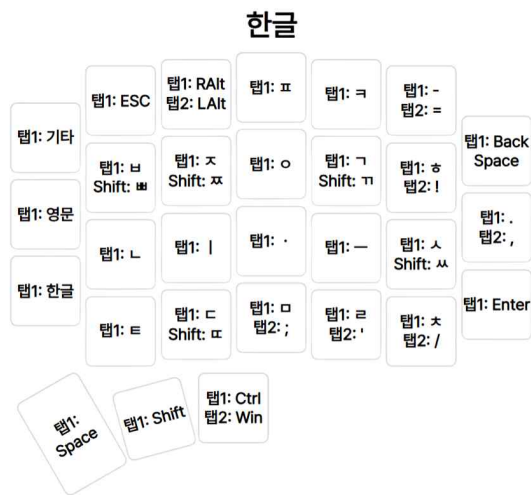 한글
탭1: ESC
탭1: RAlt
탭2: LAlt
탭1: ㅍ
탭1: ㅋ
탭1: -
탭2: =
탭1: 기타
탭1: ㅂ
Shift: ㅃ
탭1: ㅈ
Shift: ㅉ
탭1: ㅇ
탭1: ㄱ
Shift: ㄲ
탭1: ㅎ
탭2: !
탭1: Back
Space
탭1: 영문
탭1: ㄴ
탭1: ㅣ
탭1: ㆍ
탭1: ㅡ
탭1: ㅅ
Shift: ㅆ
탭1: .
탭2: ,
탭1: 한글
탭1: ㅌ
탭1: ㄷ
Shift: ㄸ
탭1: ㅁ
탭2: ;
탭1: ㄹ
탭2: '
탭1: ㅊ
탭2: /
탭1: Enter
탭1:
Space
탭1: Shift
탭1: Ctrl
탭2: Win